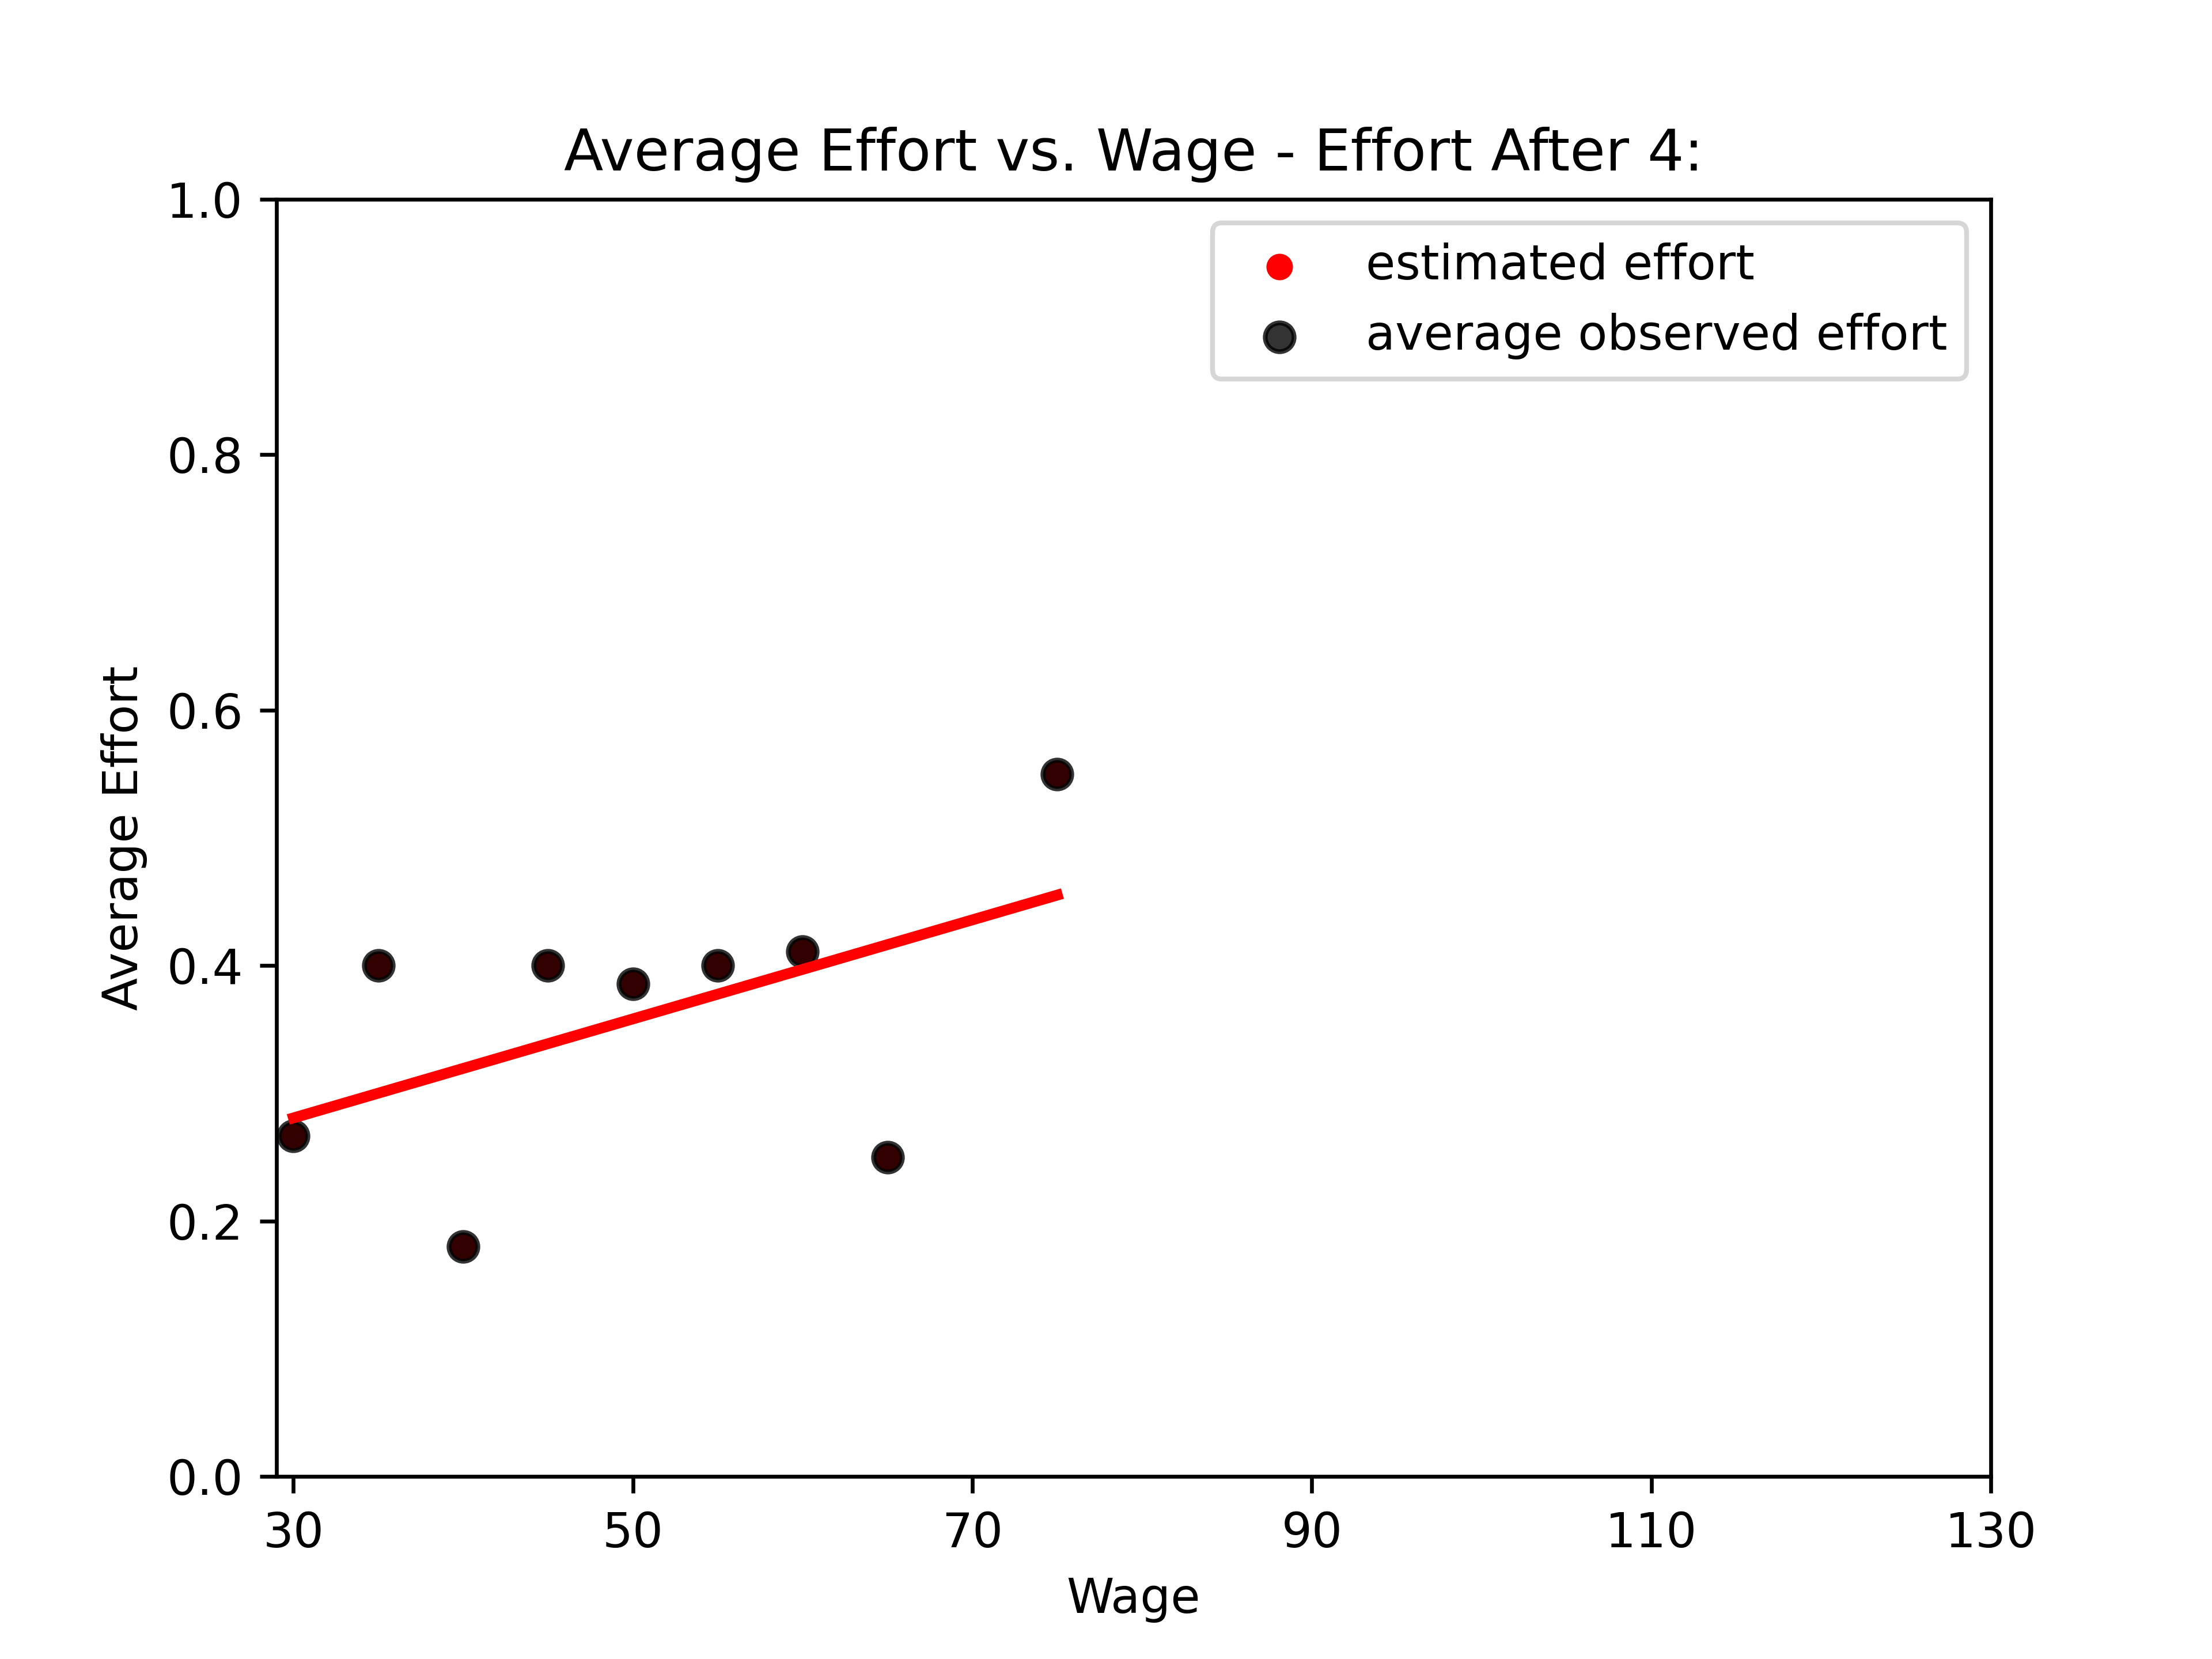 Average Effort vs. Wage - Effort After 4:
1.0
estimated effort
average observed effort
0.8
0.6
Average Effort
0.4
0.2
0.0
30 50 70 90 110 130
Wage